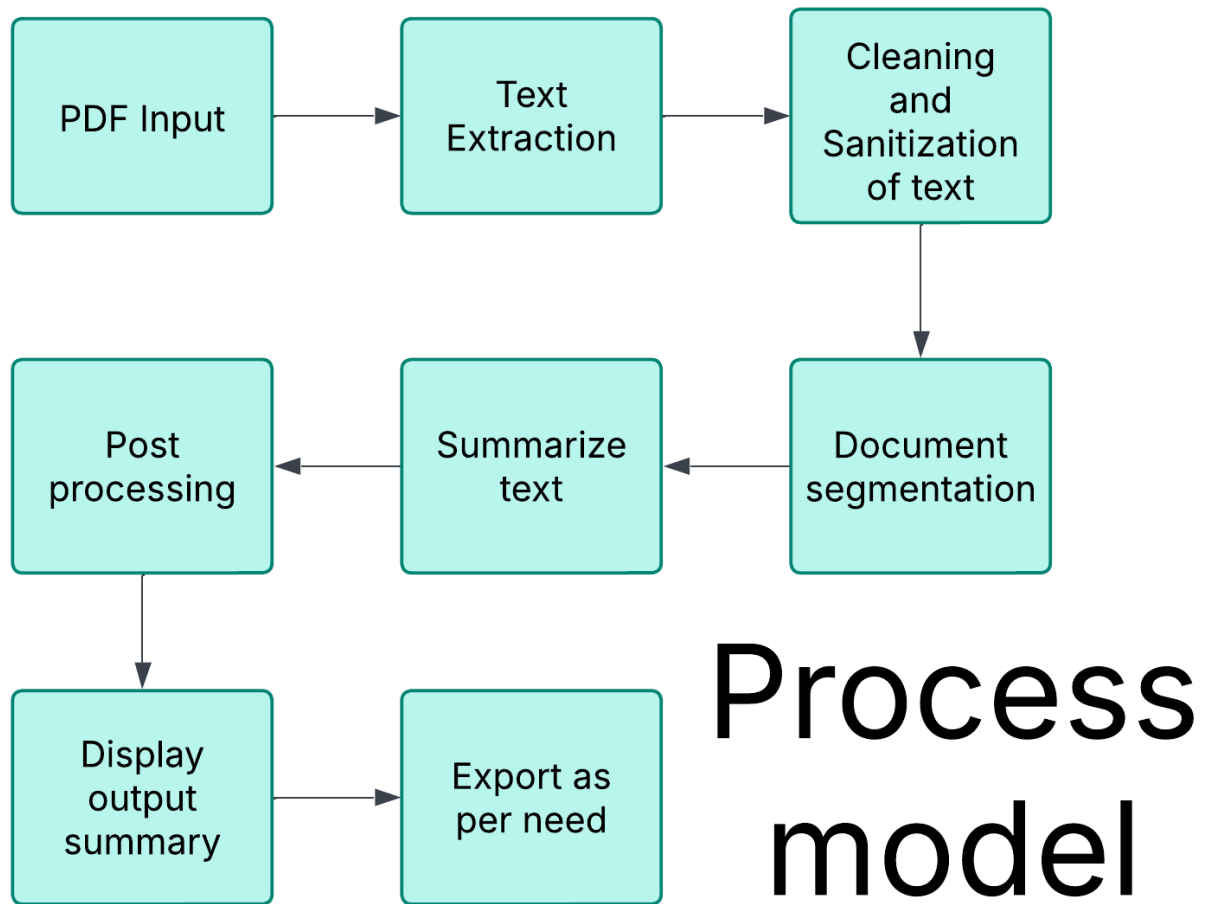 PDF Input
Text
Extraction
Cleaning
and
Sanitization
of text
Document
segmentation
Summarize
text
Post
processing
Display
output
summary
Export as
per need
Process
model